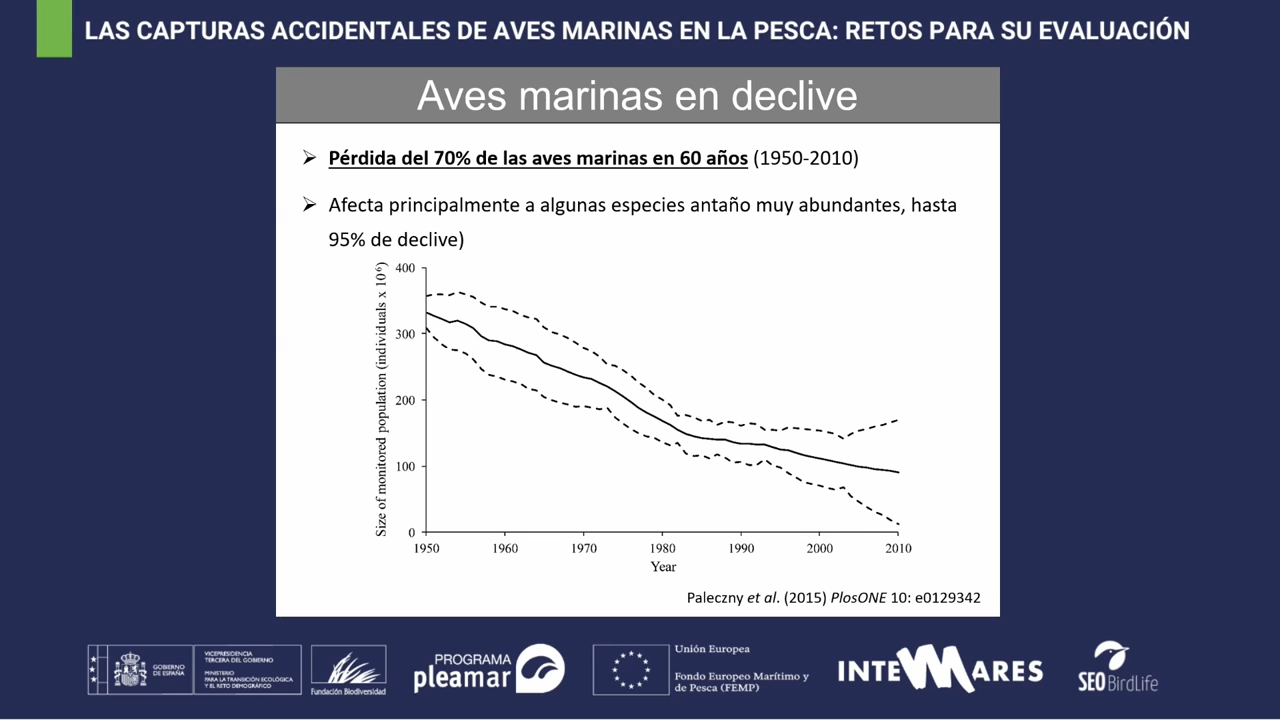 LAS CAPTURAS ACCIDENTALES DE AVES MARINAS EN LA PESCA: RETOS PARA SU EVALUACIÓN
Aves marinas en declive
➢ Pérdida del 70% de las aves marinas en 60 años (1950-2010)
➢ Afecta principalmente a algunas especies antaño muy abundantes, hasta
95% de declive)
Size of monitored population (individuals x 10⁶)
400
300
200
100
0
1950 1960 1970 1980 1990 2000 2010
Year
Paleczny et al. (2015) PlosONE 10: e0129342
GOBIERNO
DE ESPAÑA
VICEPRESIDENCIA
TERCERA DEL GOBIERNO
MINISTERIO
PARA LA TRANSICIÓN ECOLÓGICA
Y EL RETO DEMOGRÁFICO
Fundación Biodiversidad
PROGRAMA
pleamar
Unión Europea
Fondo Europeo Marítimo y
de Pesca (FEMP)
INTEMARES
SEO BirdLife